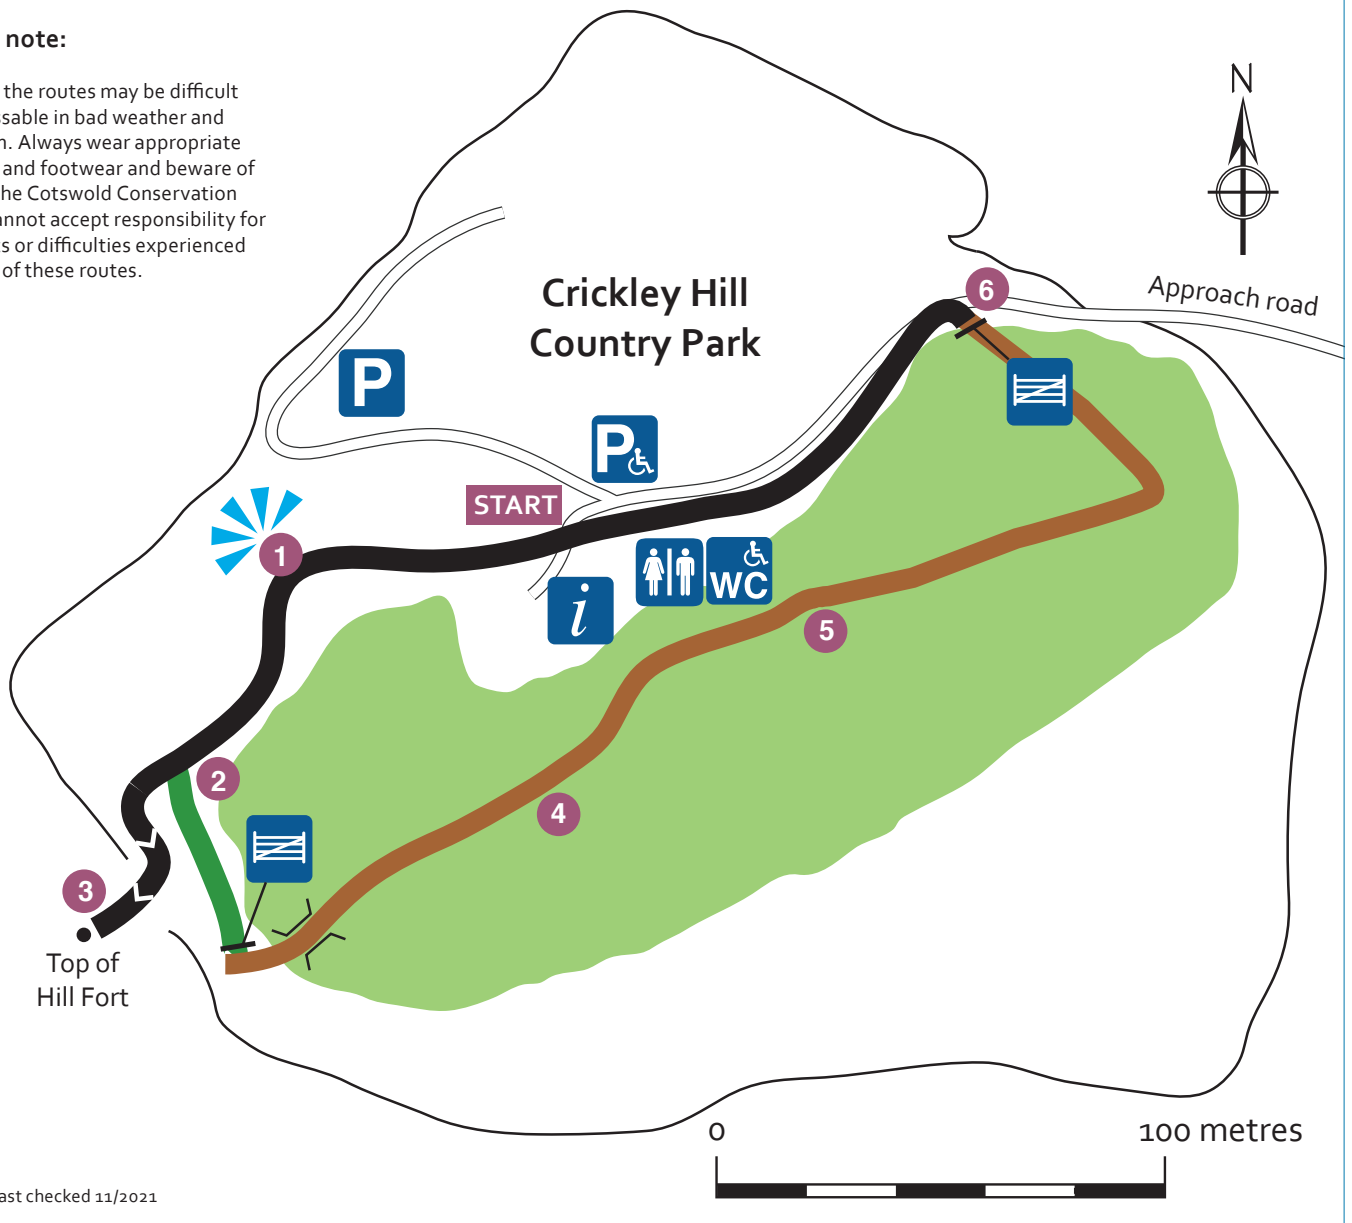 note:
the routes may be difficult
ssable in bad weather and
Always wear appropriate
and footwear and beware of
he Cotswold Conservation
annot accept responsibility for
s or difficulties experienced
of these routes.
N
Approach road
6
Crickley Hill
Country Park
P
P
START
1
WC
i
5
2
4
3
Top of
Hill Fort
0
100 metres
ast checked 11/2021